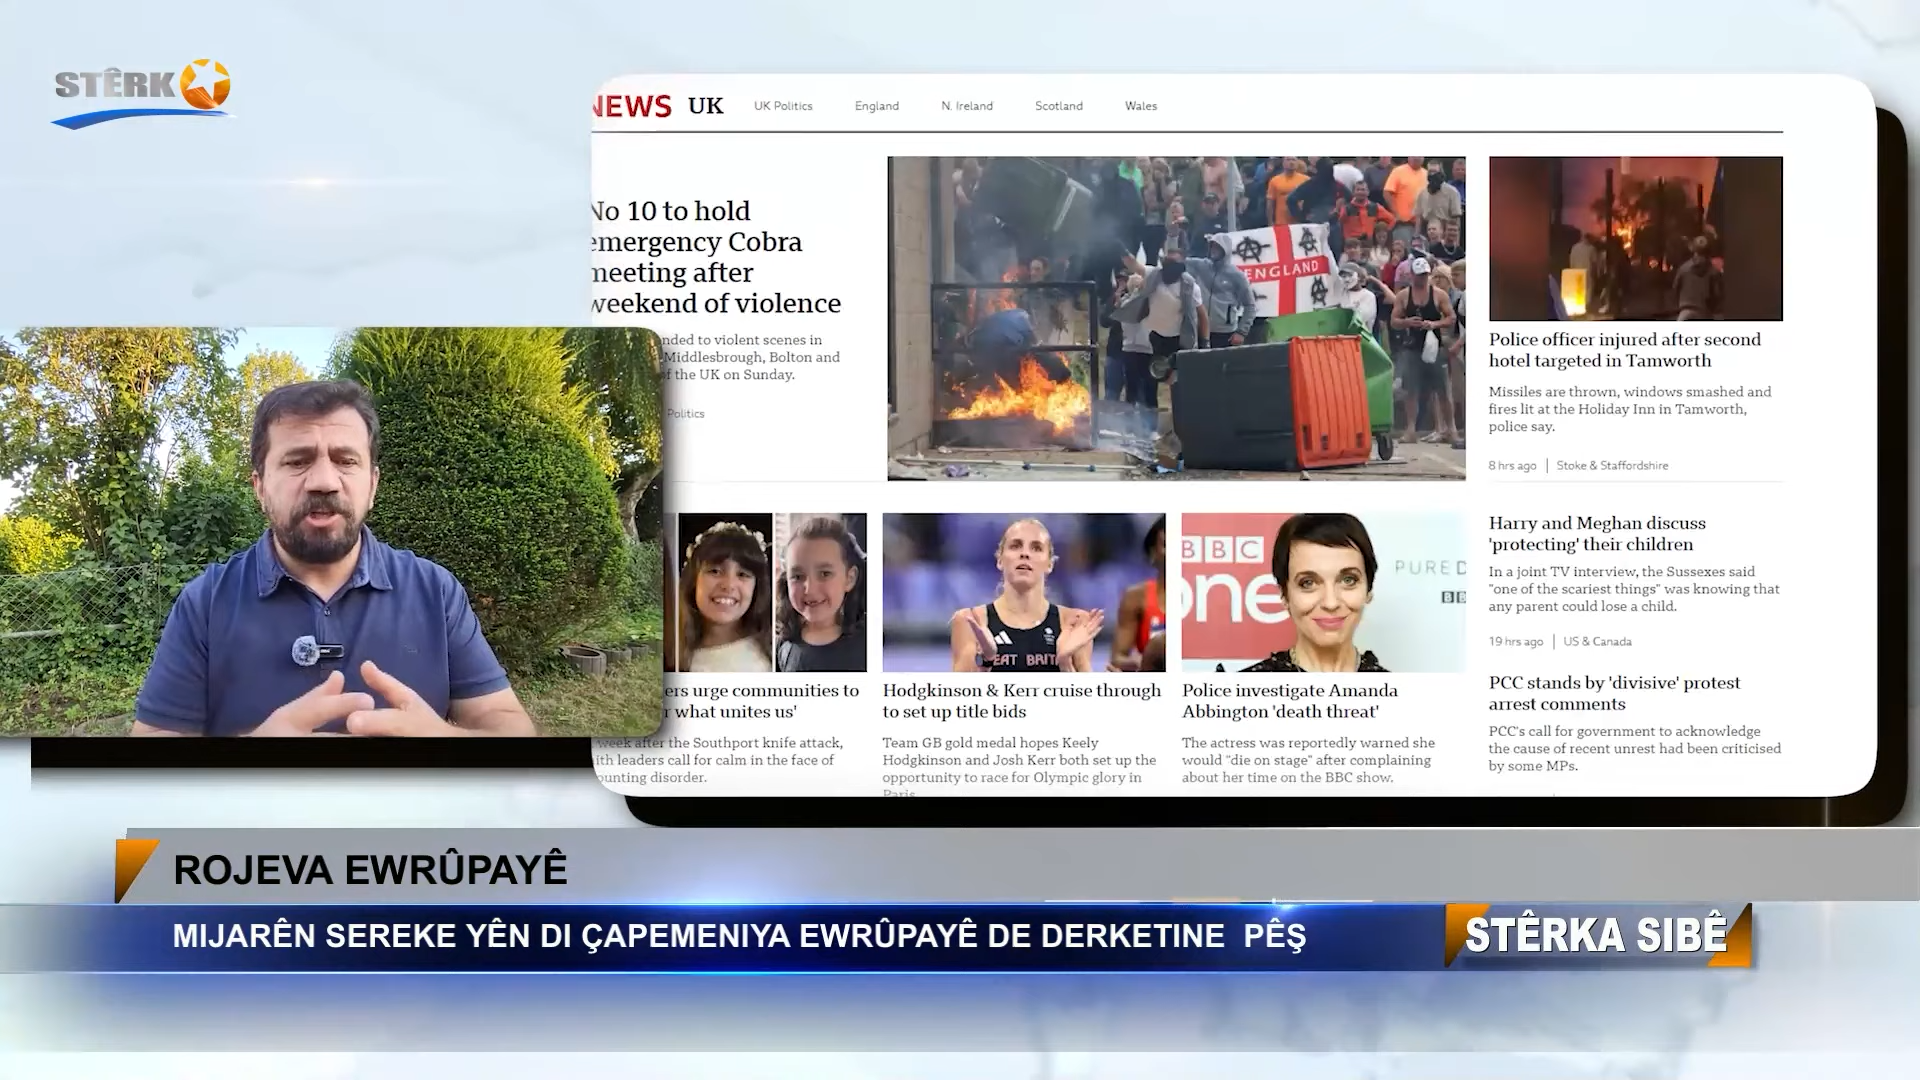 STÊRK
NEWS UK UK Politics England N. Ireland Scotland Wales
No 10 to hold
emergency Cobra
meeting after
weekend of violence
violent scenes in
Middlesbrough, Bolton and
of the UK on Sunday.
Politics
ENGLAND
Police officer injured after second
hotel targeted in Tamworth
Missiles are thrown, windows smashed and
fires lit at the Holiday Inn in Tamworth,
police say.
8 hrs ago | Stoke & Staffordshire
urge communities to
what unites us'
week after the Southport knife attack,
leaders call for calm in the face of
disorder.
Hodgkinson & Kerr cruise through
to set up title bids
Team GB gold medal hopes Keely
Hodgkinson and Josh Kerr both set up the
opportunity to race for Olympic glory in
Paris
BBC
one
PURE
Police investigate Amanda
Abbington 'death threat'
The actress was reportedly warned she
would "die on stage" after complaining
about her time on the BBC show.
Harry and Meghan discuss
'protecting' their children
In a joint TV interview, the Sussexes said
"one of the scariest things" was knowing that
any parent could lose a child.
19 hrs ago | US & Canada
PCC stands by 'divisive' protest
arrest comments
PCC's call for government to acknowledge
the cause of recent unrest had been criticised
by some MPs.
ROJEVA EWRÛPAYÊ
MIJARÊN SEREKE YÊN DI ÇAPEMENIYA EWRÛPAYÊ DE DERKETINE PÊŞ
STÊRKA SIBÊ